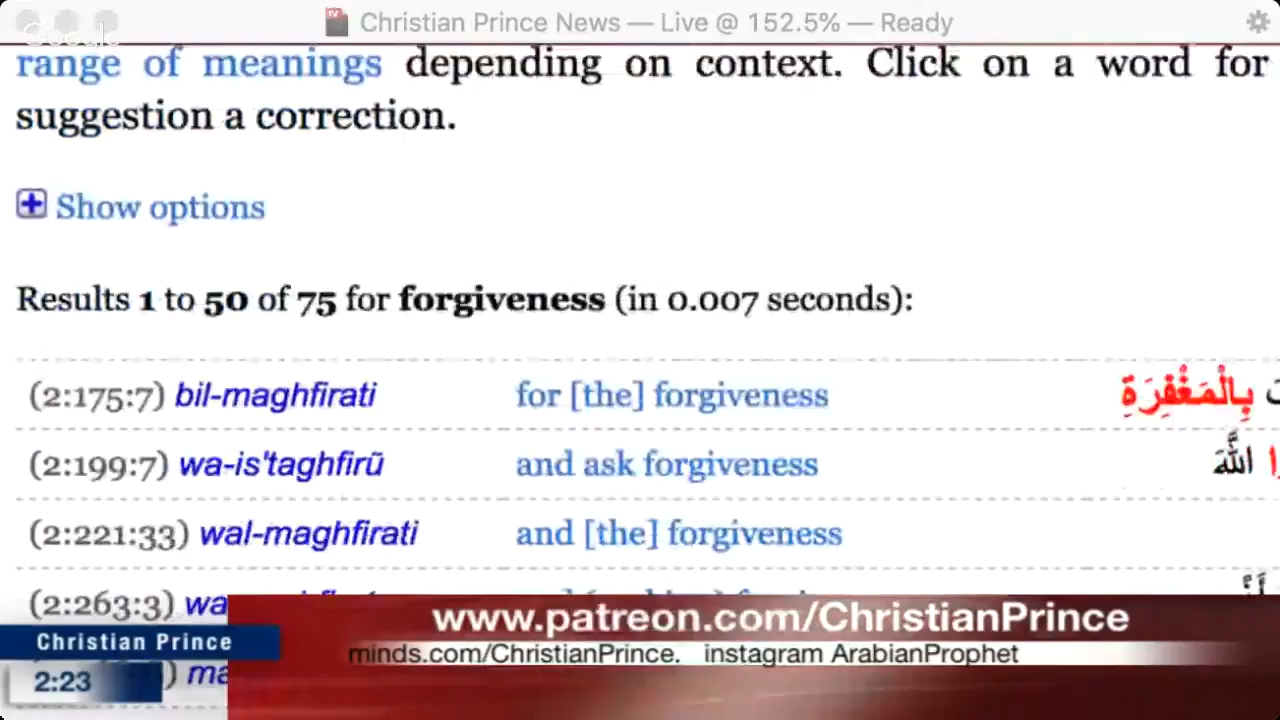 Christian Prince News — Live @ 152.5% — Ready
Google
range of meanings depending on context. Click on a word for
suggestion a correction.
Show options
Results 1 to 50 of 75 for forgiveness (in 0.007 seconds):
(2:175:7) bil-maghfirati for [the] forgiveness بِالْمَغْفِرَةِ
(2:199:7) wa-is'taghfirū and ask forgiveness اللَّهَ
(2:221:33) wal-maghfirati and [the] forgiveness
(2:263:3) wa
www.patreon.com/ChristianPrince
Christian Prince
minds.com/ChristianPrince. instagram ArabianProphet
2:23
) ma